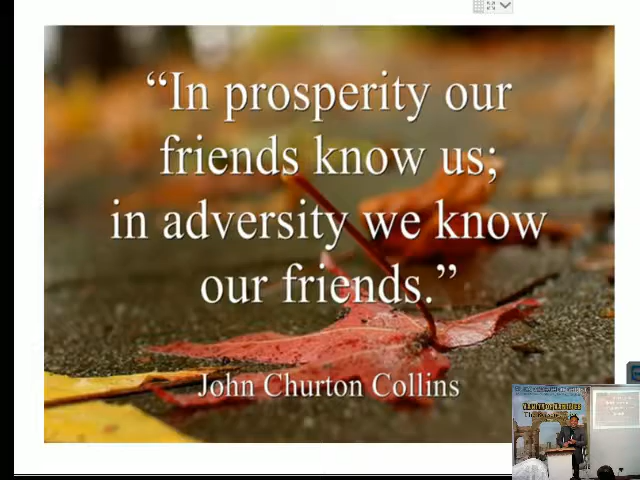 “In prosperity our
friends know us;
in adversity we know
our friends.”
John Churton Collins